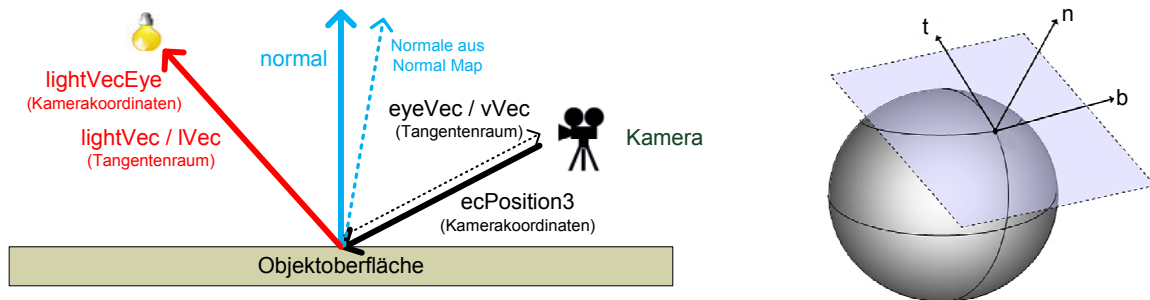 lightVecEye
(Kamerakoordinaten)
lightVec / lVec
(Tangentenraum)
normal
Normale aus
Normal Map
eyeVec / vVec
(Tangentenraum)
Kamera
ecPosition3
(Kamerakoordinaten)
Objektoberfläche
t
n
b